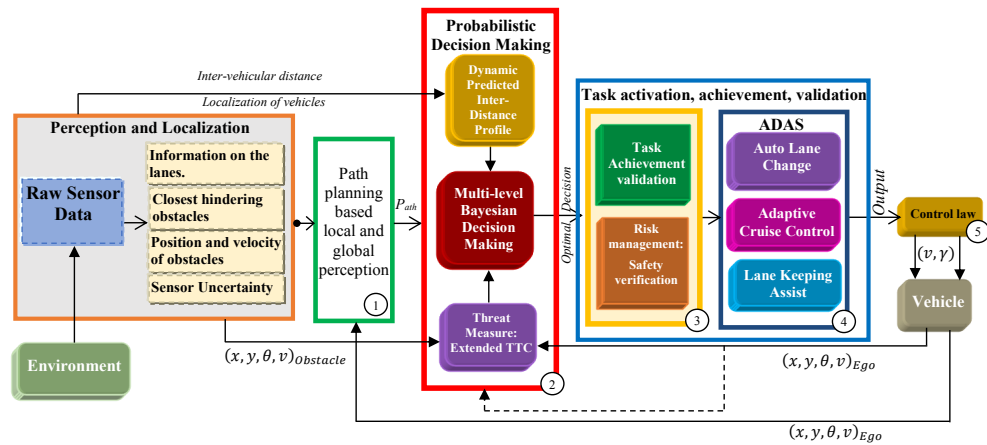 Probabilistic
Decision Making
Inter-vehicular distance
Localization of vehicles
Perception and Localization
Raw Sensor
Data
Information on the
lanes.
Closest hindering
obstacles
Position and velocity
of obstacles
Sensor Uncertainty
Environment
(x, y, θ, v)Obstacle
Path
planning
based
local and
global
perception
1
Path
Dynamic
Predicted
Inter-
Distance
Profile
Multi-level
Bayesian
Decision
Making
Threat
Measure:
Extended TTC
2
Optimal Decision
Task activation, achievement, validation
Task
Achievement
validation
Risk
management:
Safety
verification
3
ADAS
Auto Lane
Change
Adaptive
Cruise Control
Lane Keeping
Assist
4
Output
Control law
5
(v, γ)
Vehicle
(x, y, θ, v)Ego
(x, y, θ, v)Ego